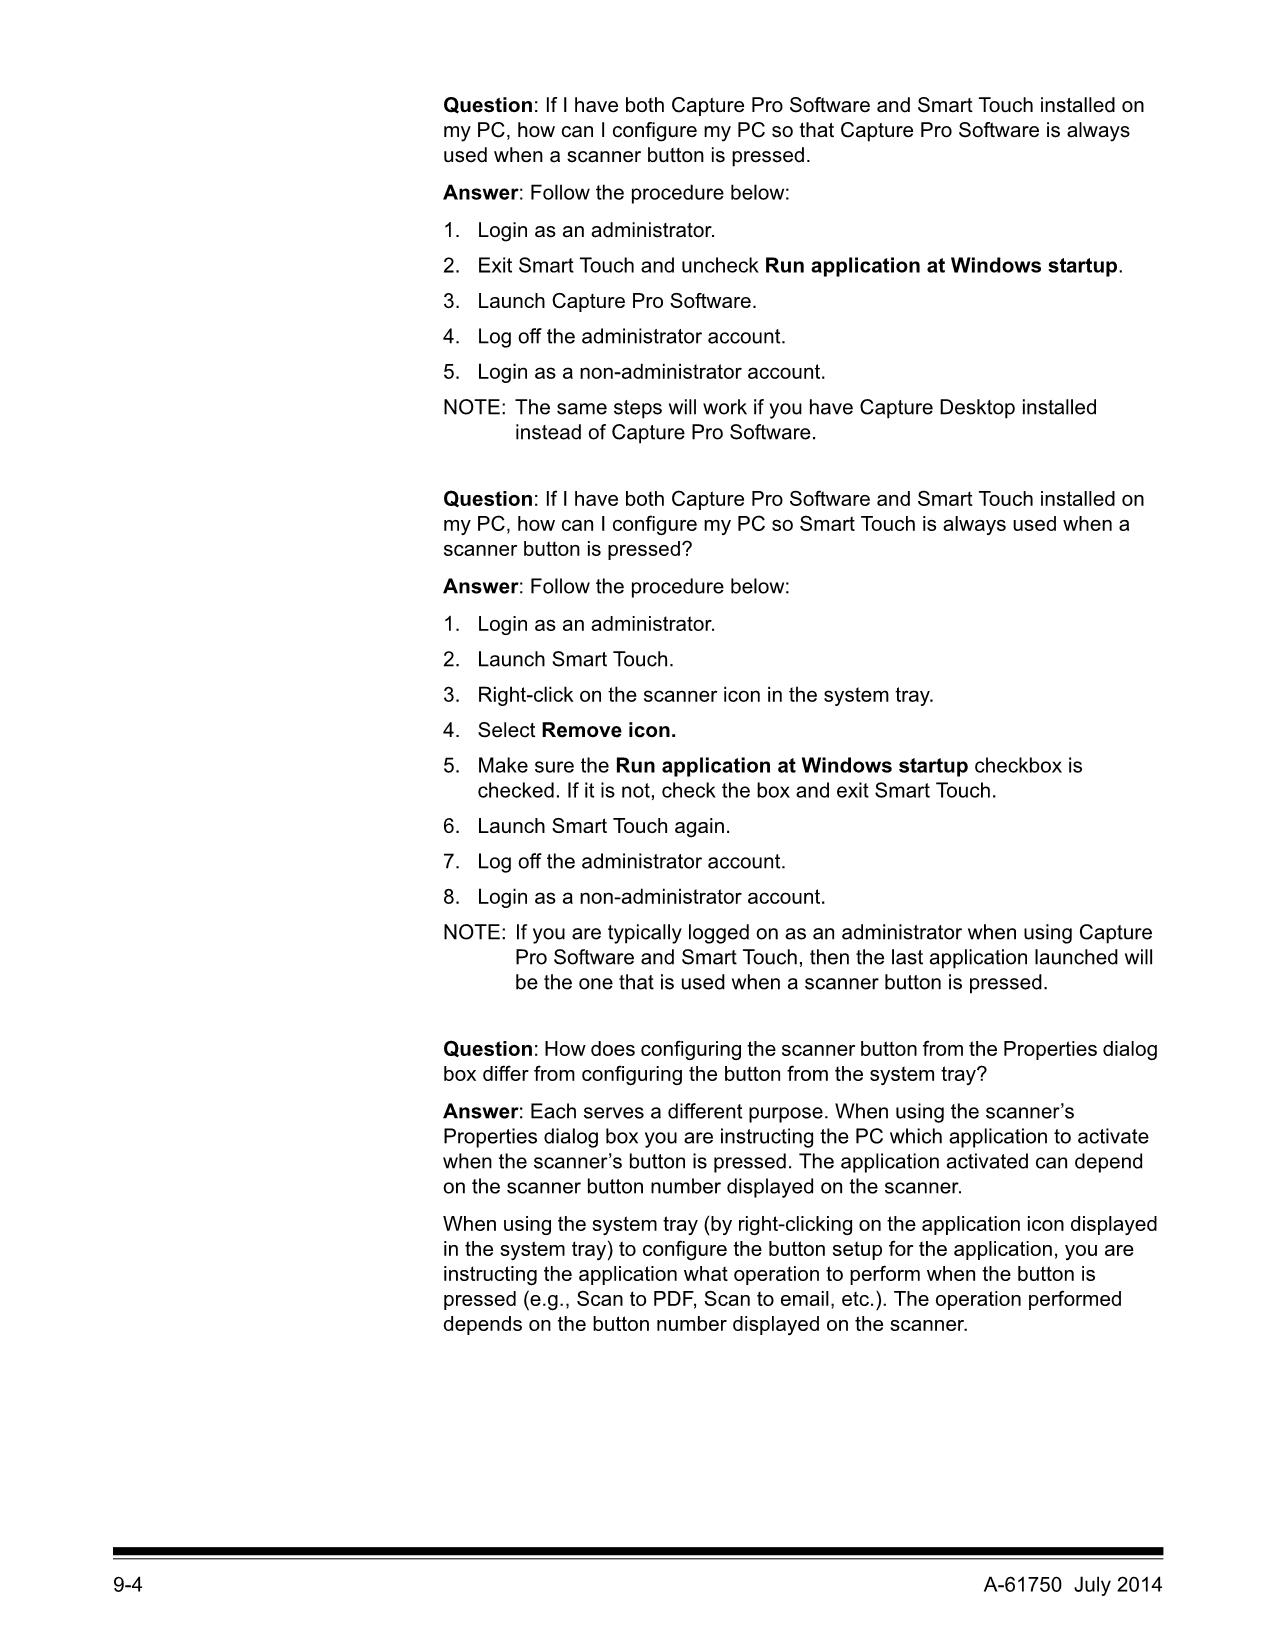 Question: If I have both Capture Pro Software and Smart Touch installed on
my PC, how can I configure my PC so that Capture Pro Software is always
used when a scanner button is pressed.
Answer: Follow the procedure below:
1. Login as an administrator.
2. Exit Smart Touch and uncheck Run application at Windows startup.
3. Launch Capture Pro Software.
4. Log off the administrator account.
5. Login as a non-administrator account.
NOTE: The same steps will work if you have Capture Desktop installed
instead of Capture Pro Software.
Question: If I have both Capture Pro Software and Smart Touch installed on
my PC, how can I configure my PC so Smart Touch is always used when a
scanner button is pressed?
Answer: Follow the procedure below:
1. Login as an administrator.
2. Launch Smart Touch.
3. Right-click on the scanner icon in the system tray.
4. Select Remove icon.
5. Make sure the Run application at Windows startup checkbox is
checked. If it is not, check the box and exit Smart Touch.
6. Launch Smart Touch again.
7. Log off the administrator account.
8. Login as a non-administrator account.
NOTE: If you are typically logged on as an administrator when using Capture
Pro Software and Smart Touch, then the last application launched will
be the one that is used when a scanner button is pressed.
Question: How does configuring the scanner button from the Properties dialog
box differ from configuring the button from the system tray?
Answer: Each serves a different purpose. When using the scanner’s
Properties dialog box you are instructing the PC which application to activate
when the scanner’s button is pressed. The application activated can depend
on the scanner button number displayed on the scanner.
When using the system tray (by right-clicking on the application icon displayed
in the system tray) to configure the button setup for the application, you are
instructing the application what operation to perform when the button is
pressed (e.g., Scan to PDF, Scan to email, etc.). The operation performed
depends on the button number displayed on the scanner.
9-4 A-61750 July 2014